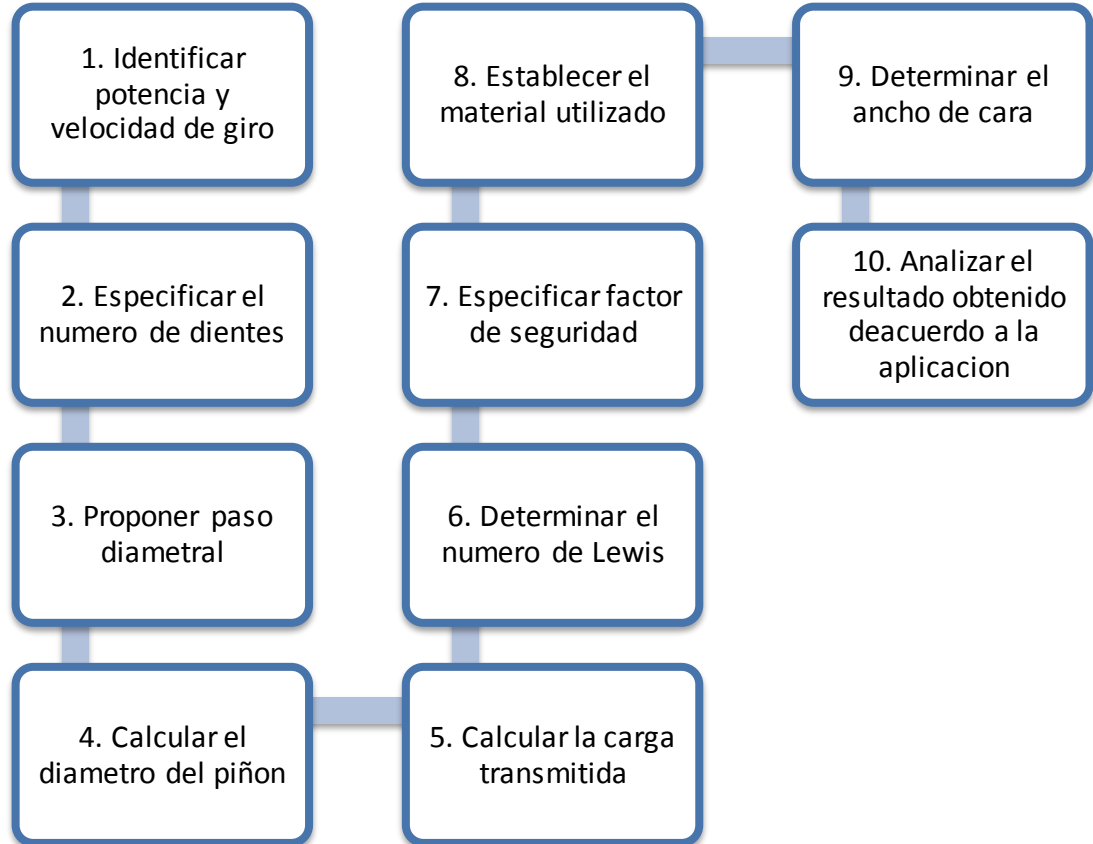 1. Identificar
potencia y
velocidad de giro
2. Especificar el
numero de dientes
3. Proponer paso
diametral
4. Calcular el
diametro del piñon
5. Calcular la carga
transmitida
6. Determinar el
numero de Lewis
7. Especificar factor
de seguridad
8. Establecer el
material utilizado
9. Determinar el
ancho de cara
10. Analizar el
resultado obtenido
deacuerdo a la
aplicacion